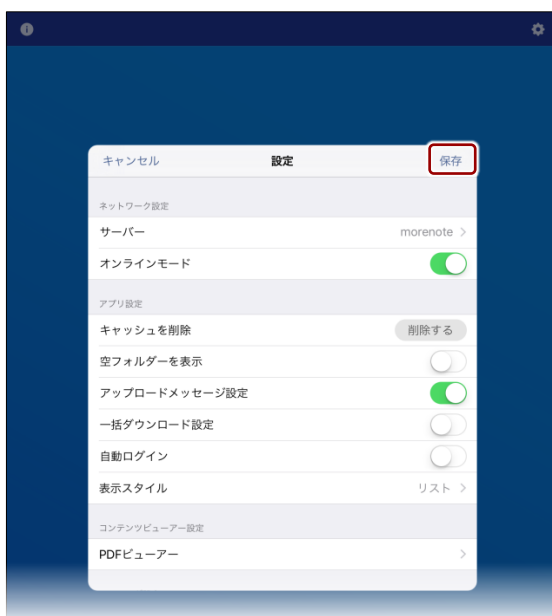 キャンセル 設定 保存
ネットワーク設定
サーバー morenote
オンラインモード
アプリ設定
キャッシュを削除 削除する
空フォルダーを表示
アップロードメッセージ設定
一括ダウンロード設定
自動ログイン
表示スタイル リスト
コンテンツビューアー設定
PDFビューアー